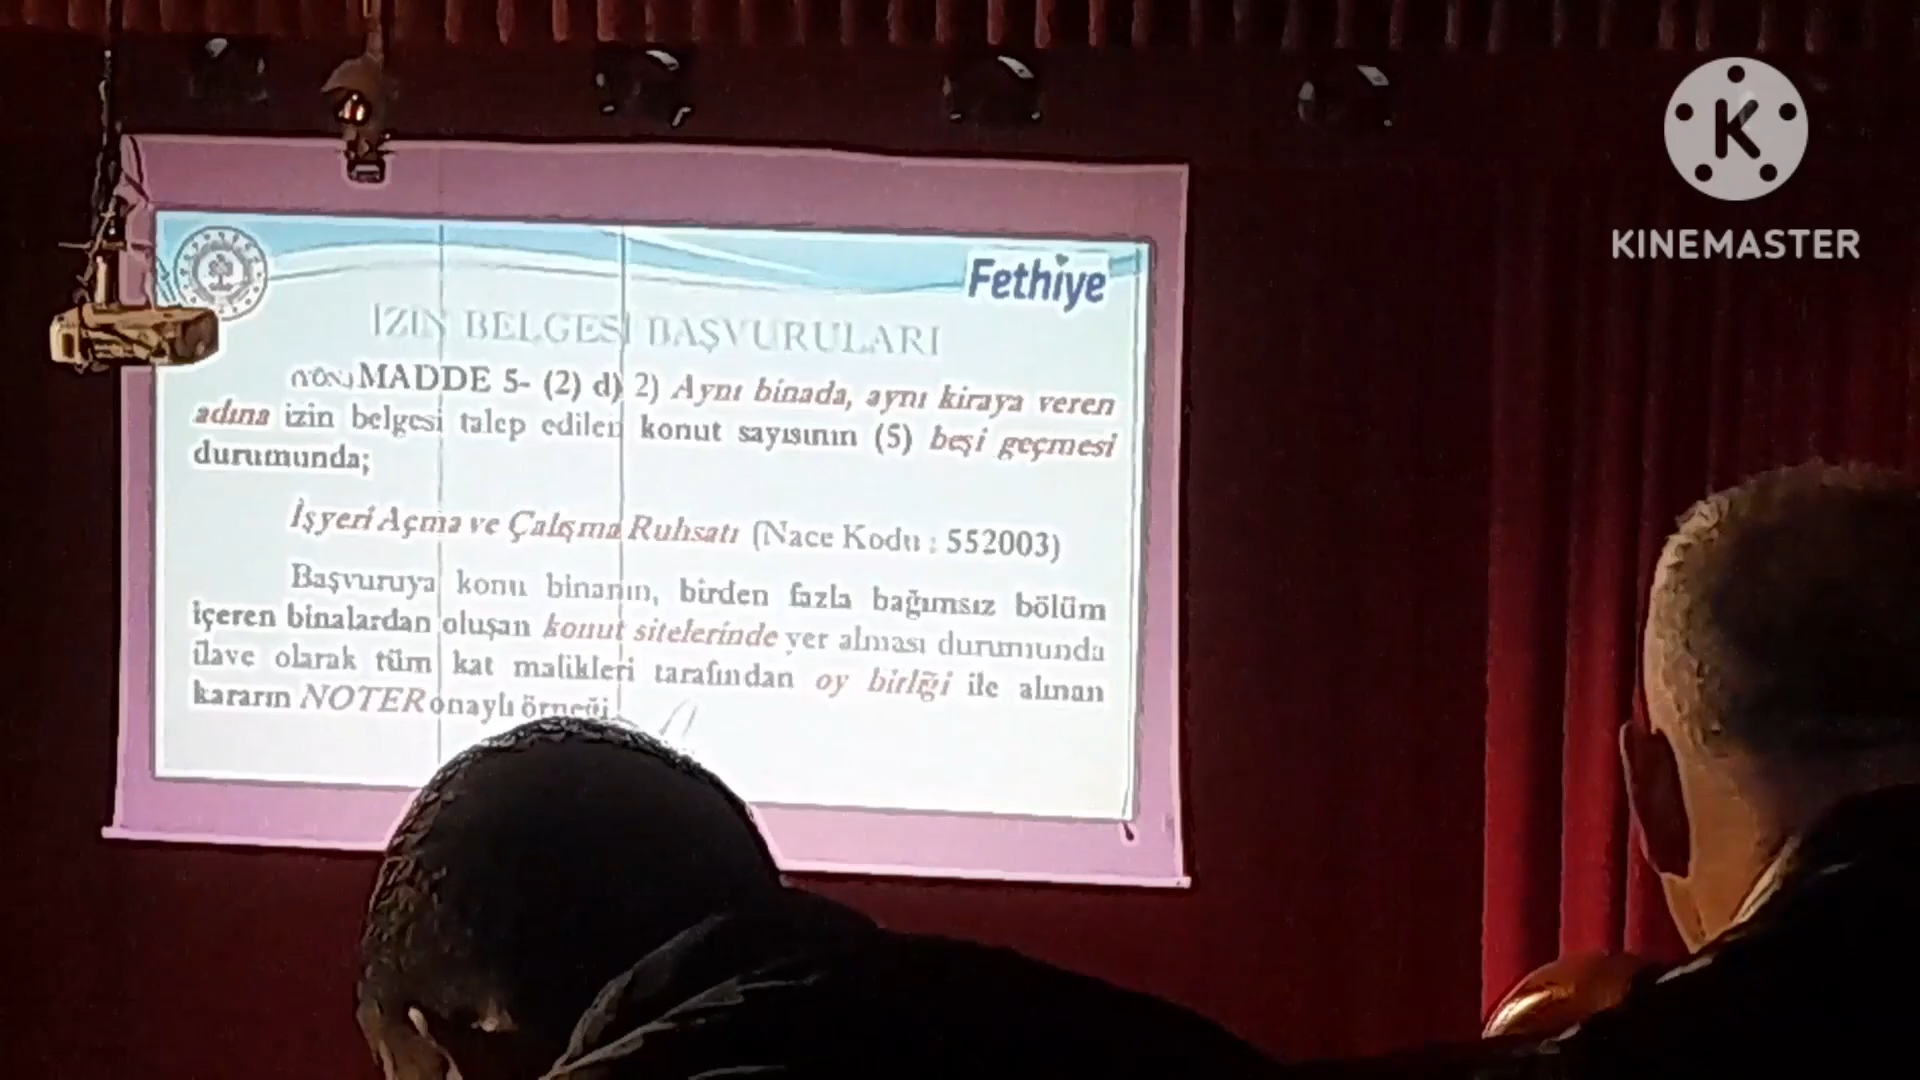 KINEMASTER
Fethiye
İZİN BELGESİ BAŞVURULARI
MADDE 5- (2) d) 2) Aynı binada, aynı kiraya veren
adına izin belgesi talep edilen konut sayısının (5) beşi geçmesi
durumunda;
İşyeri Açma ve Çalışma Ruhsatı (Nace Kodu : 552003)
Başvuruya konu binanın, birden fazla bağımsız bölüm
içeren binalardan oluşan konut sitelerinde yer alması durumunda
ilave olarak tüm kat malikleri tarafından oy birliği ile alınan
kararın NOTER onaylı örneği